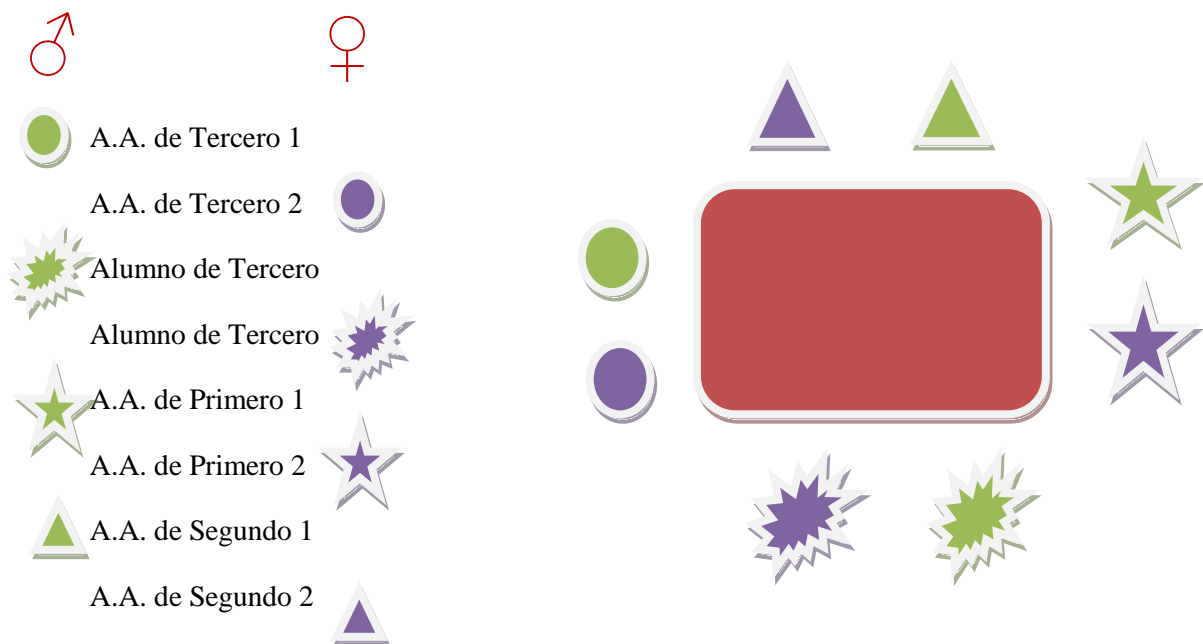 A.A. de Tercero 1
A.A. de Tercero 2
Alumno de Tercero
Alumno de Tercero
A.A. de Primero 1
A.A. de Primero 2
A.A. de Segundo 1
A.A. de Segundo 2